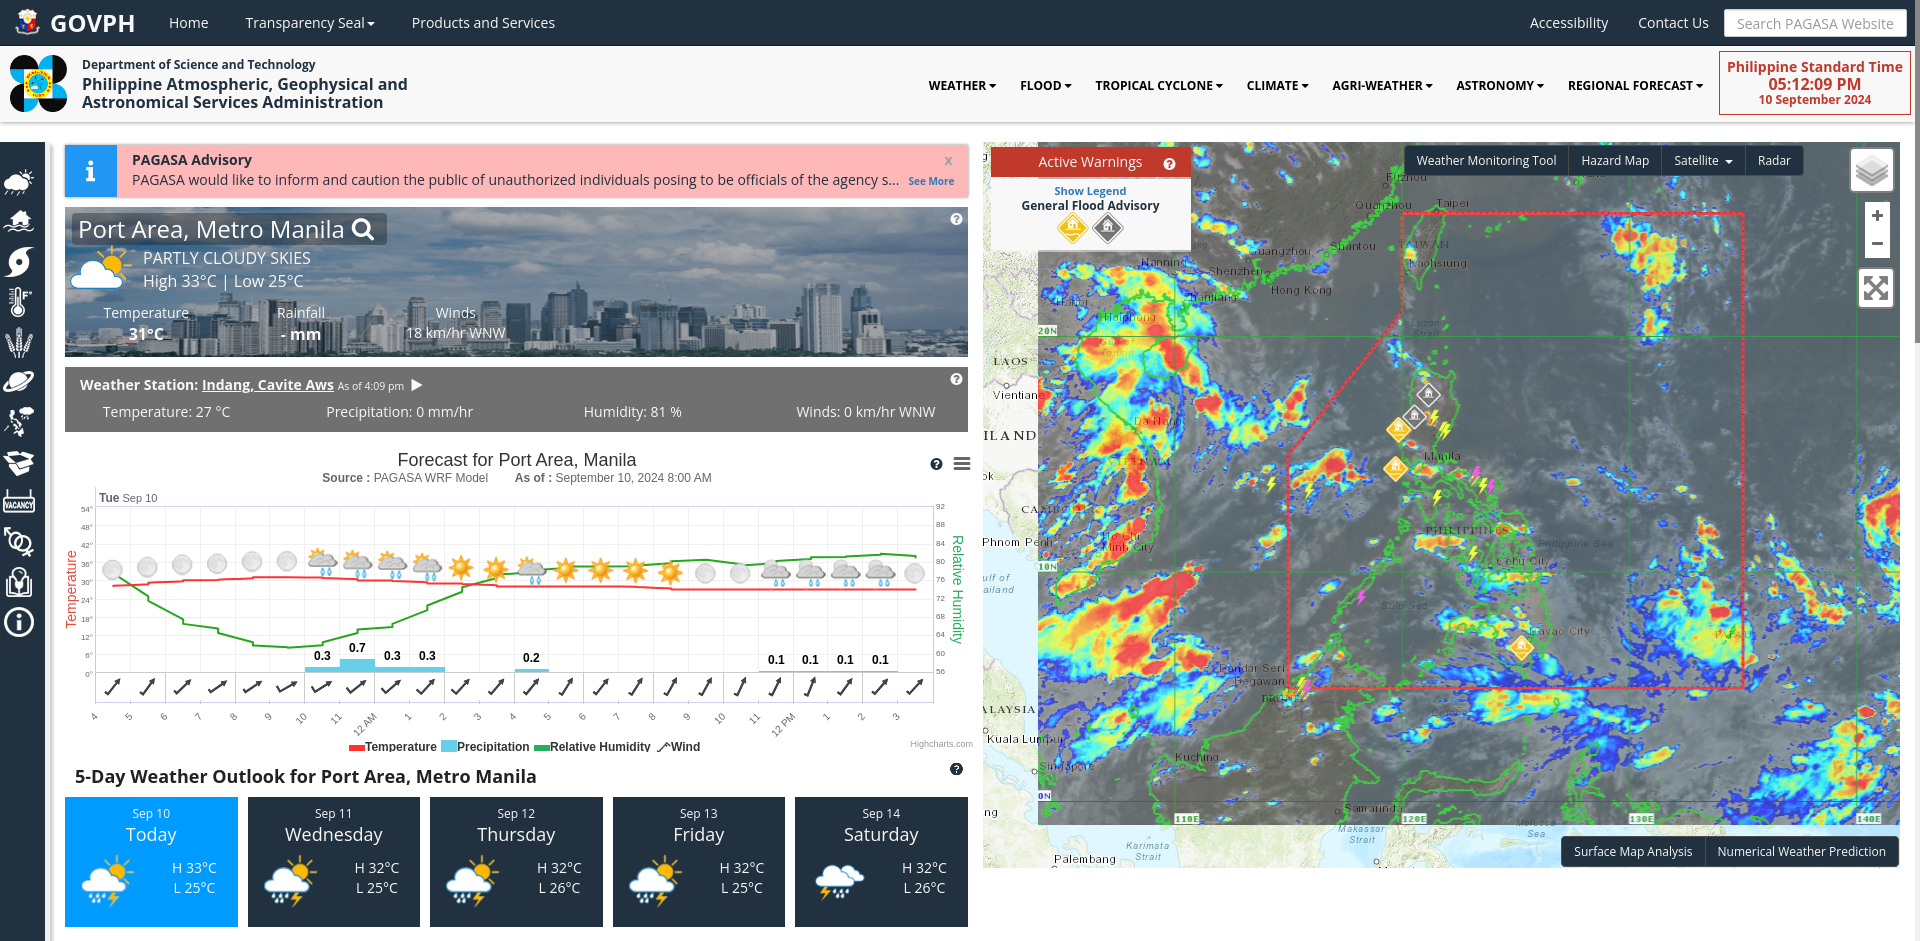 GOVPH Home Transparency Seal Products and Services Accessibility Contact Us Search PAGASA Website
Department of Science and Technology
Philippine Atmospheric, Geophysical and
Astronomical Services Administration
WEATHER FLOOD TROPICAL CYCLONE CLIMATE AGRI-WEATHER ASTRONOMY REGIONAL FORECAST
Philippine Standard Time
05:12:09 PM
10 September 2024
VACANCY
PAGASA Advisory x
PAGASA would like to inform and caution the public of unauthorized individuals posing to be officials of the agency s... See More
Port Area, Metro Manila
PARTLY CLOUDY SKIES
High 33°C | Low 25°C
Temperature Rainfall Winds
31°C - mm 18 km/hr WNW
Weather Station: Indang, Cavite Aws As of 4:09 pm
Temperature: 27 °C Precipitation: 0 mm/hr Humidity: 81 % Winds: 0 km/hr WNW
Forecast for Port Area, Manila
Source : PAGASA WRF Model As of : September 10, 2024 8:00 AM
Tue Sep 10
Temperature
54°
48°
42°
36°
30°
24°
18°
12°
6°
0°
92
88
84
80
76
72
68
64
60
56
Relative Humidity
0.3 0.7 0.3 0.3 0.2 0.1 0.1 0.1 0.1
4 5 6 7 8 9 10 11 12 AM 1 2 3 4 5 6 7 8 9 10 11 12 PM 1 2 3
Temperature Precipitation Relative Humidity Wind
Highcharts.com
5-Day Weather Outlook for Port Area, Metro Manila
Sep 10
Today
H 33°C
L 25°C
Sep 11
Wednesday
H 32°C
L 25°C
Sep 12
Thursday
H 32°C
L 26°C
Sep 13
Friday
H 32°C
L 25°C
Sep 14
Saturday
H 32°C
L 26°C
Active Warnings
Show Legend
General Flood Advisory
Weather Monitoring Tool Hazard Map Satellite Radar
+
−
Fuzhou
Quanzhou Taipei
Shantou TAIWAN
Guangzhou
Nanning Kaohsiung
Shenzhen
Hong Kong
Zhanjiang
Hanoi
Haiphong
Luzon
Strait
20N
LAOS
Vientiane
Da Nang
ILAND
Manila
VIETNAM
ok
CAMBODIA
PHILIPPINES
Phnom Penh
Ho Chi
Minh City
Philippine Sea
Cebu City
10N
ulf of
ailand
Sulu Sea
Davao City
PALAU
Bandar Seri
Begawan
BRUNEI
ALAYSIA
Kuala Lumpur
Kuching
Singapore
0N
ng
Samarinda
110E 120E 130E 140E
Makassar
Strait
Molucca
Sea
Karimata
Strait
Palembang
Surface Map Analysis Numerical Weather Prediction